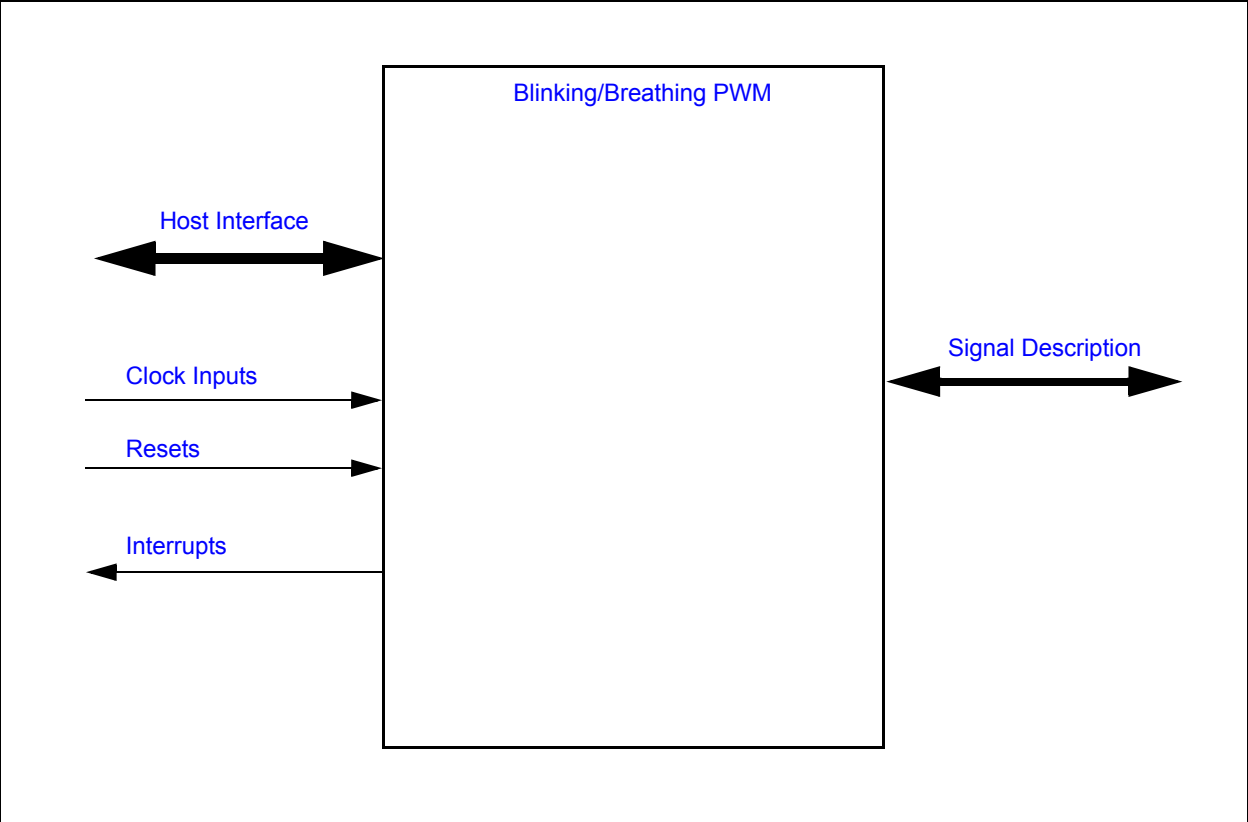 Blinking/Breathing PWM
Host Interface
Signal Description
Clock Inputs
Resets
Interrupts